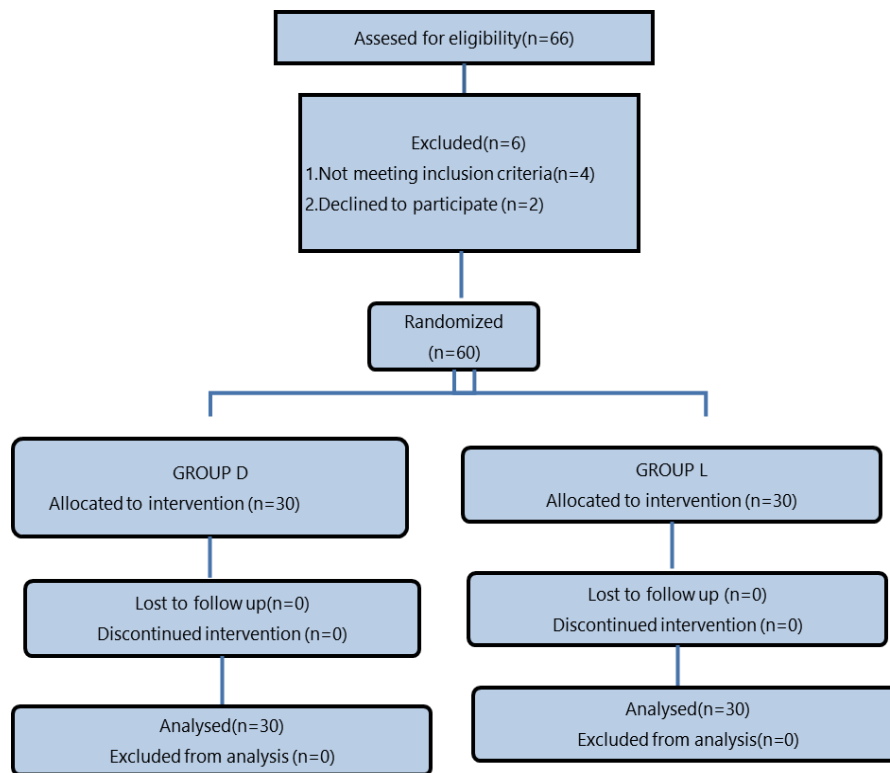 Assesed for eligibility(n=66)
Excluded(n=6)
1.Not meeting inclusion criteria(n=4)
2.Declined to participate (n=2)
Randomized
(n=60)
GROUP D
Allocated to intervention (n=30)
GROUP L
Allocated to intervention (n=30)
Lost to follow up(n=0)
Discontinued intervention (n=0)
Lost to follow up (n=0)
Discontinued intervention (n=0)
Analysed(n=30)
Excluded from analysis (n=0)
Analysed(n=30)
Excluded from analysis(n=0)